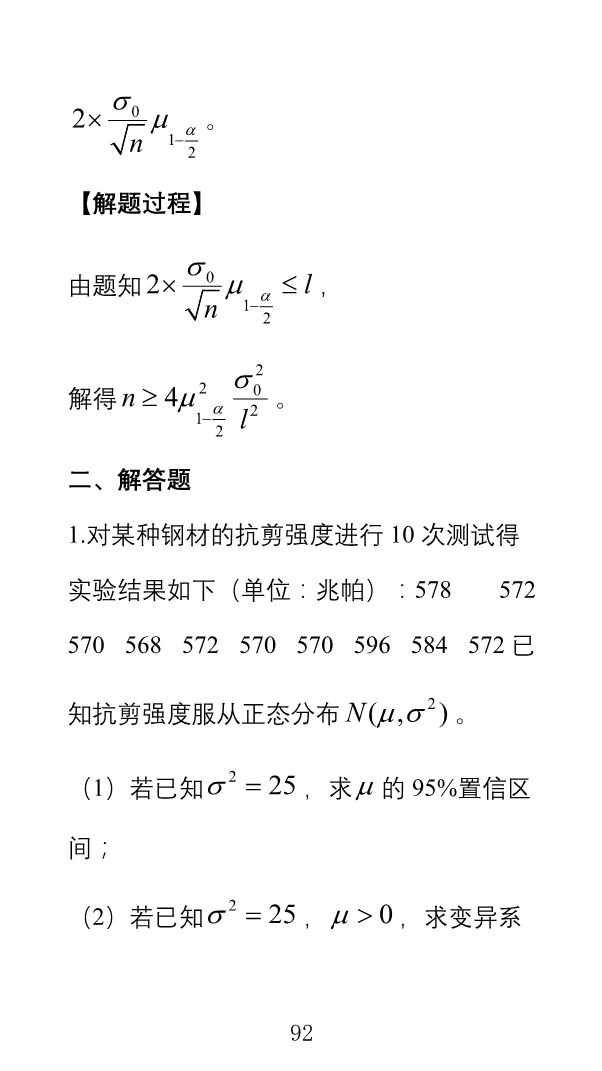 $2\times\frac{\sigma_0}{\sqrt{n}}\mu_{1-\frac{\alpha}{2}}$。
【解题过程】
由题知$2\times\frac{\sigma_0}{\sqrt{n}}\mu_{1-\frac{\alpha}{2}}\leq l$，
解得$n\geq 4\mu_{1-\frac{\alpha}{2}}^{2}\frac{\sigma_0^2}{l^2}$。
二、解答题
1.对某种钢材的抗剪强度进行 10 次测试得
实验结果如下（单位：兆帕）：578 572
570 568 572 570 570 596 584 572 已
知抗剪强度服从正态分布$N(\mu,\sigma^2)$。
（1）若已知$\sigma^2=25$，求$\mu$的 95%置信区
间；
（2）若已知$\sigma^2=25$，$\mu>0$，求变异系
92